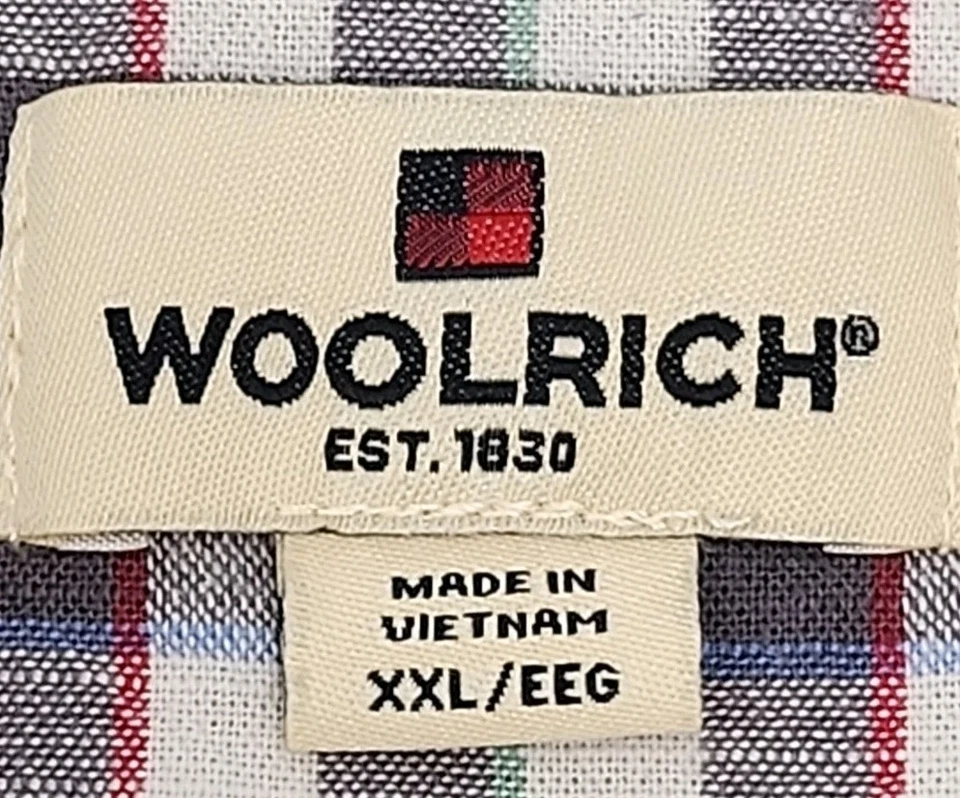 WOOLRICH®
EST. 1830
MADE IN
VIETNAM
XXL/EEG